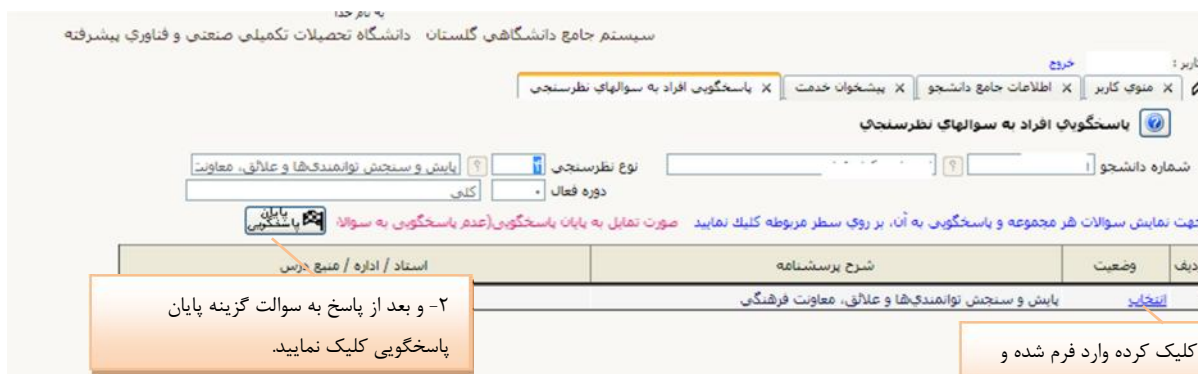 به نام خدا
سیستم جامع دانشگاهی گلستان دانشگاه تحصیلات تکمیلی صنعتی و فناوری پیشرفته
کاربر : خروج
منوی کاربر X اطلاعات جامع دانشجو X پیشخوان خدمت X پاسخگویی افراد به سوالهای نظرسنجی X
پاسخگویی افراد به سوالهای نظرسنجی
شماره دانشجو ؟ نوع نظرسنجی ؟ پایش و سنجش توانمندی‌ها و علائق، معاونت
دوره فعال ۰ کلی
جهت نمایش سوالات هر مجموعه و پاسخگویی به آن، بر روی سطر مربوطه کلیك نمایید صورت تمایل به پایان پاسخگویی(عدم پاسخگویی به سوالا پایان پاسخگویی
ردیف وضعیت شرح پرسشنامه استاد / اداره / منبع درس
انتخاب پایش و سنجش توانمندی‌ها و علائق، معاونت فرهنگی
کلیک کرده وارد فرم شده و
۲- و بعد از پاسخ به سوالت گزینه پایان
پاسخگویی کلیک نمایید.